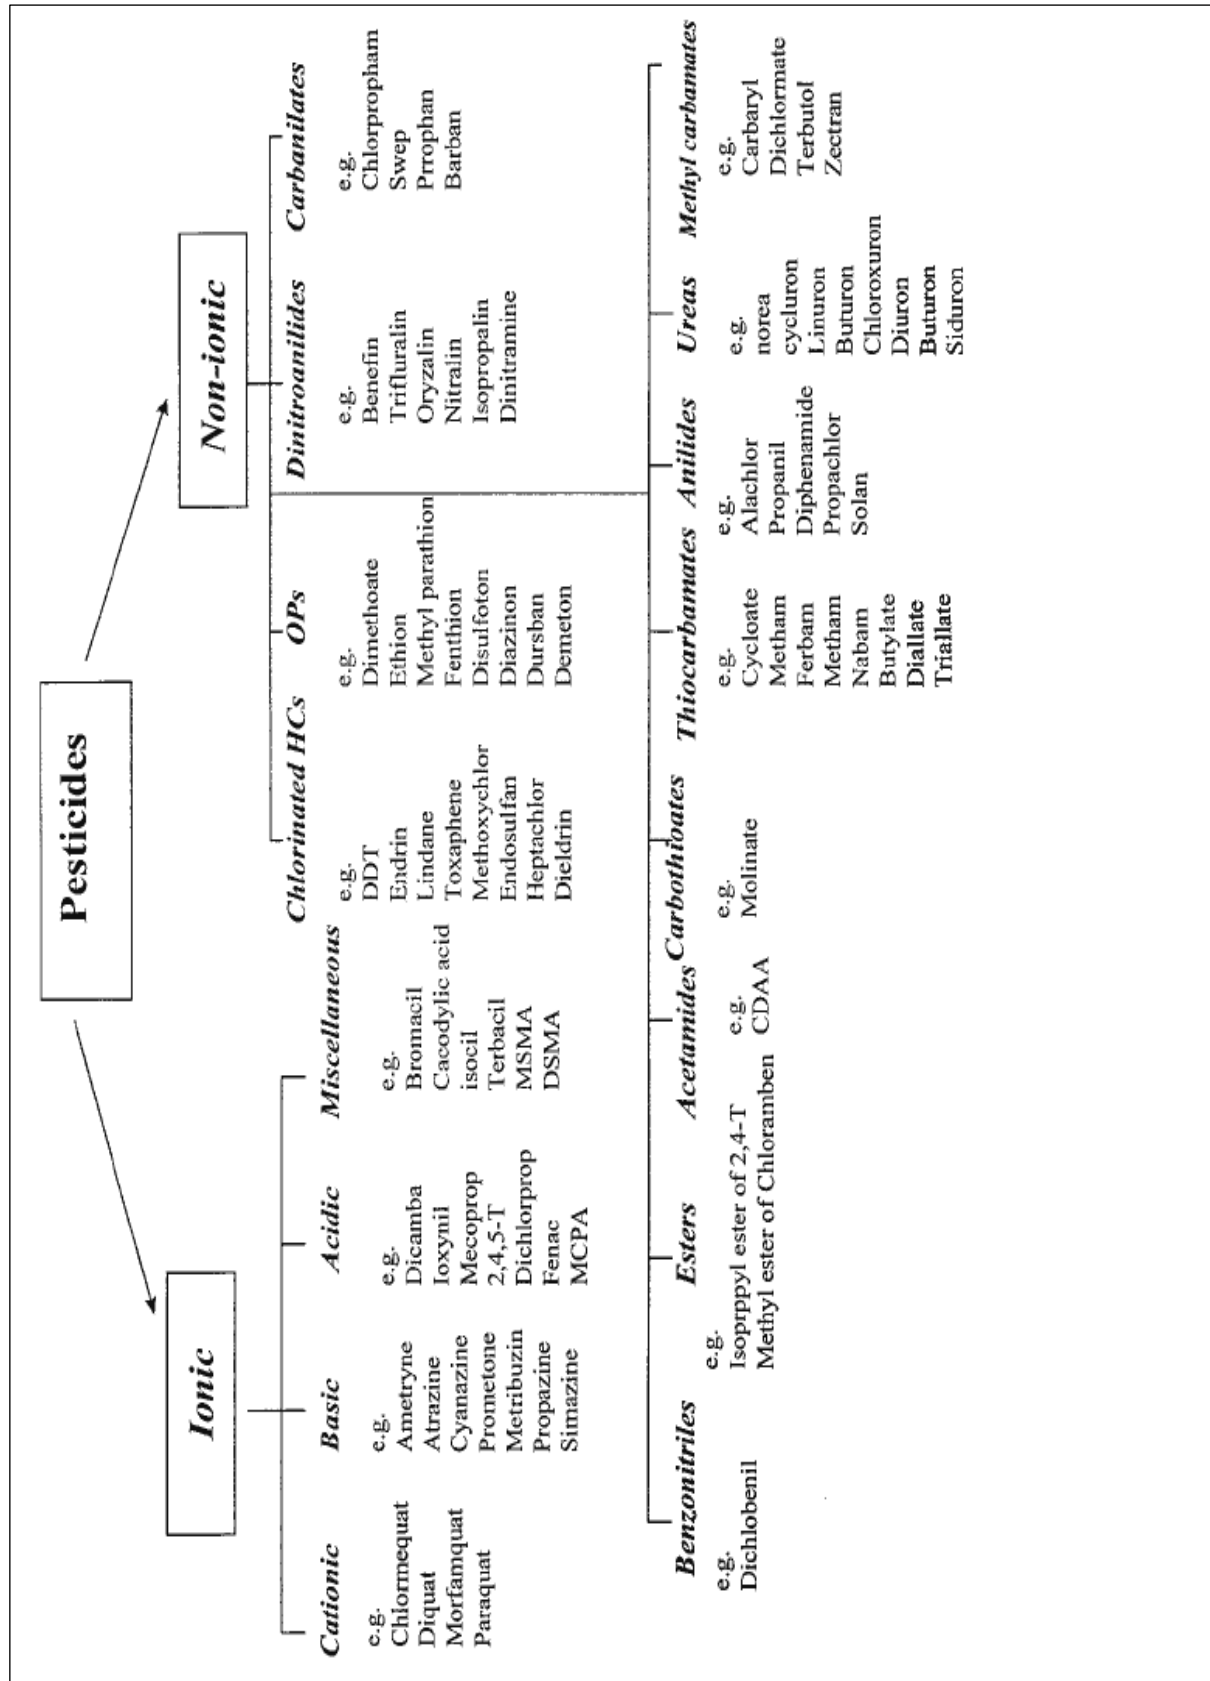 Pesticides
Ionic
Non-ionic
Cationic
e.g.
Chlormequat
Diquat
Morfamquat
Paraquat
Basic
e.g.
Ametryne
Atrazine
Cyanazine
Prometone
Metribuzin
Propazine
Simazine
Acidic
e.g.
Dicamba
Ioxynil
Mecoprop
2,4,5-T
Dichlorprop
Fenac
MCPA
Miscellaneous
e.g.
Bromacil
Cacodylic acid
isocil
Terbacil
MSMA
DSMA
Chlorinated HCs
e.g.
DDT
Endrin
Lindane
Toxaphene
Methoxychlor
Endosulfan
Heptachlor
Dieldrin
OPs
e.g.
Dimethoate
Ethion
Methyl parathion
Fenthion
Disulfoton
Diazinon
Dursban
Demeton
Dinitroanilides
e.g.
Benefin
Trifluralin
Oryzalin
Nitralin
Isopropalin
Dinitramine
Carbanilates
e.g.
Chlorpropham
Swep
Prrophan
Barban
Benzonitriles
e.g.
Dichlobenil
Esters
e.g.
Isoprppyl ester of 2,4-T
Methyl ester of Chloramben
Acetamides
e.g.
CDAA
Carbothioates
e.g.
Molinate
Thiocarbamates
e.g.
Cycloate
Metham
Ferbam
Metham
Nabam
Butylate
Diallate
Triallate
Anilides
e.g.
Alachlor
Propanil
Diphenamide
Propachlor
Solan
Ureas
e.g.
norea
cycluron
Linuron
Buturon
Chloroxuron
Diuron
Buturon
Siduron
Methyl carbamates
e.g.
Carbaryl
Dichlormate
Terbutol
Zectran